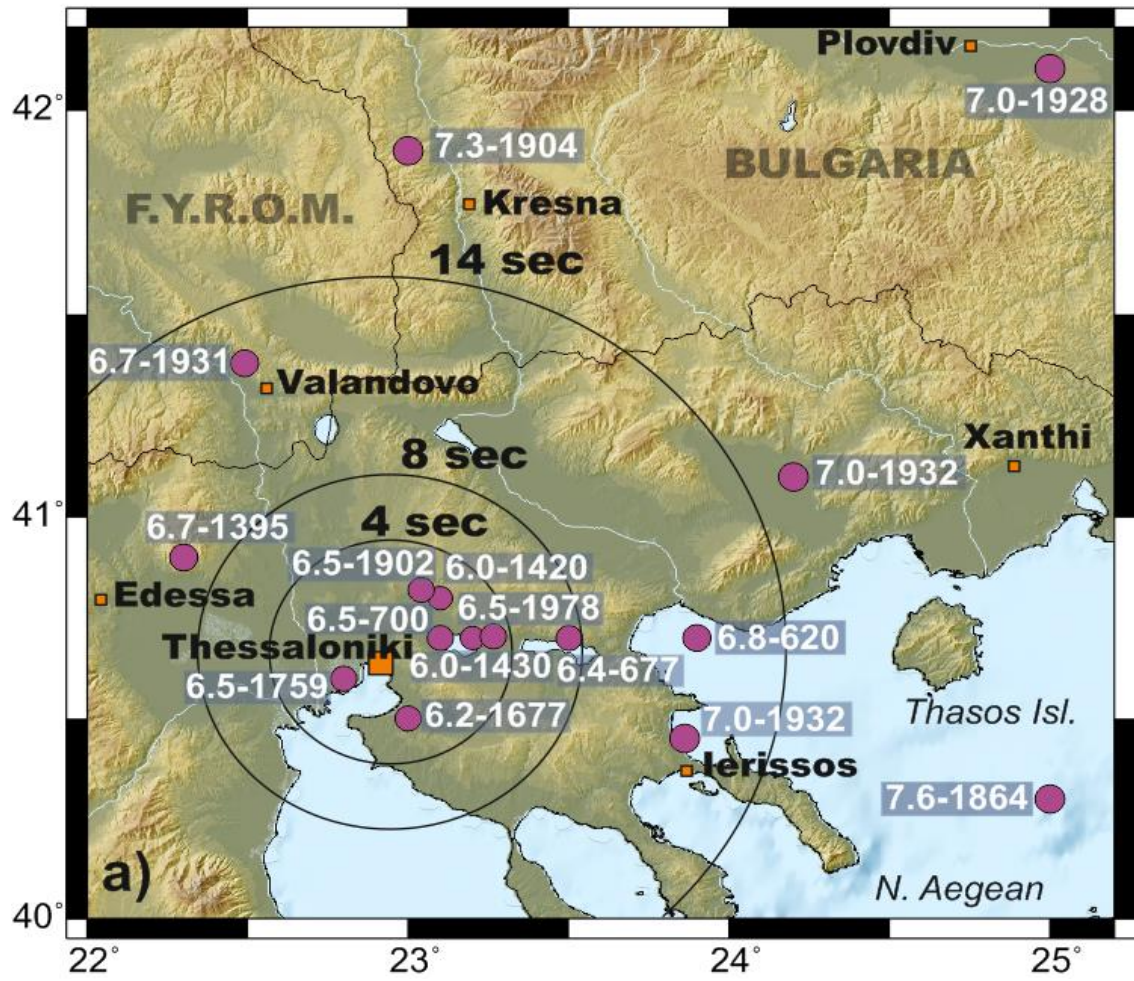 Plovdiv
42°
7.0-1928
7.3-1904
BULGARIA
F.Y.R.O.M.
Kresna
14 sec
6.7-1931
Valandovo
8 sec
Xanthi
7.0-1932
41°
4 sec
6.7-1395
6.5-1902
6.0-1420
Edessa
6.5-700
6.5-1978
Thessaloniki
6.0-1430
6.4-677
6.8-620
6.5-1759
6.2-1677
7.0-1932
Thasos Isl.
Ierissos
7.6-1864
a)
N. Aegean
40°
22°
23°
24°
25°